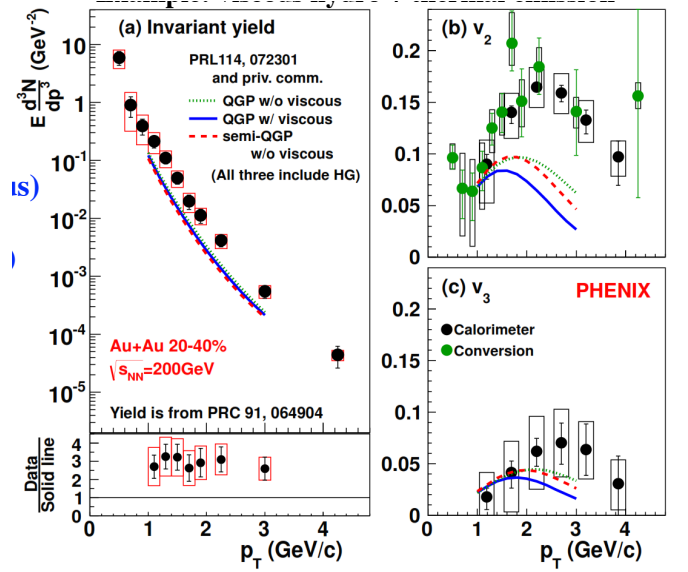 (a) Invariant yield
PRL114, 072301
and priv. comm.
QGP w/o viscous
QGP w/ viscous
semi-QGP
w/o viscous
(All three include HG)
E d³N/dp³ (GeV⁻²)
10
1
10⁻¹
10⁻²
10⁻³
10⁻⁴
10⁻⁵
us)
)
Au+Au 20-40%
√sNN=200GeV
Yield is from PRC 91, 064904
Data
Solid line
4
3
2
1
0
0 1 2 3 4
pT (GeV/c)
(b) v2
0.2
0.15
0.1
0.05
0
(c) v3
PHENIX
Calorimeter
Conversion
0.2
0.15
0.1
0.05
0
0 1 2 3 4
pT (GeV/c)